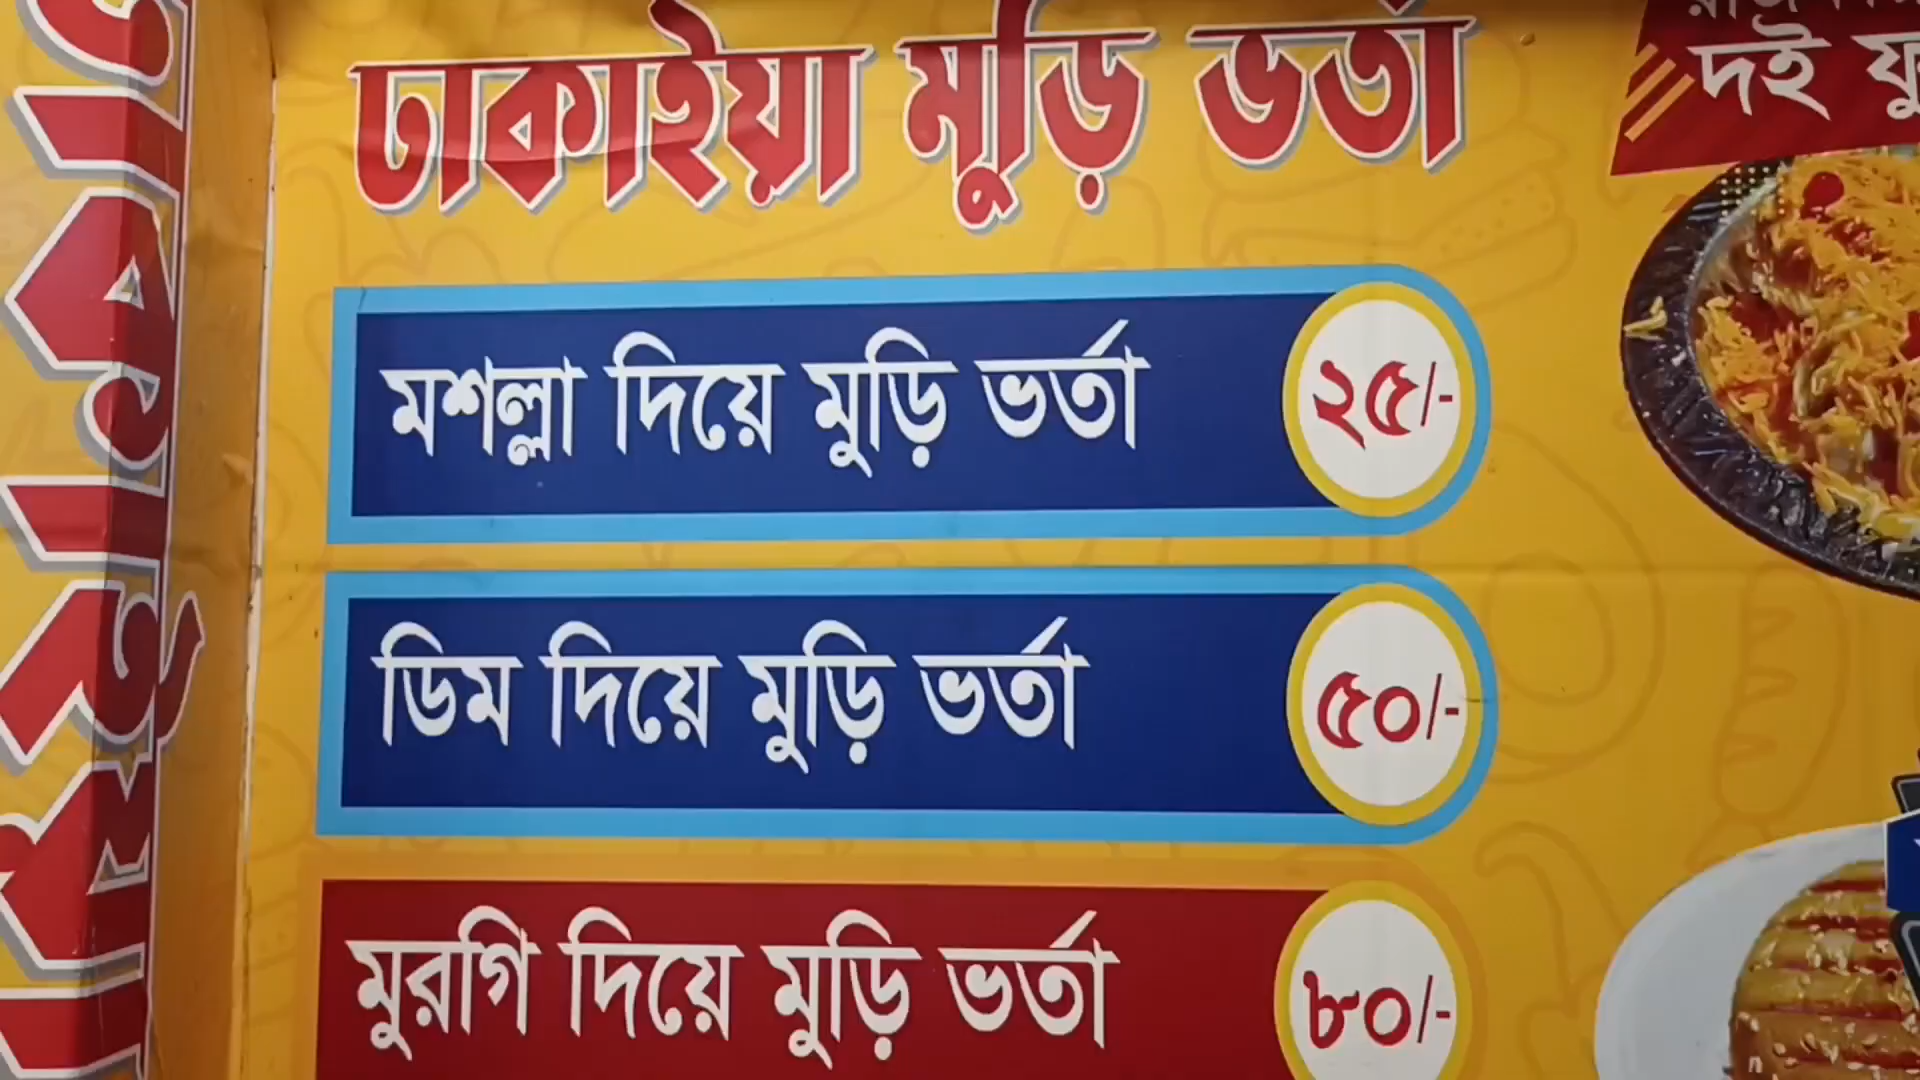 ঢাকাইয়া মুড়ি ভর্তা
মশল্লা দিয়ে মুড়ি ভর্তা ২৫/-
ডিম দিয়ে মুড়ি ভর্তা ৫০/-
মুরগি দিয়ে মুড়ি ভর্তা ৮০/-
দই